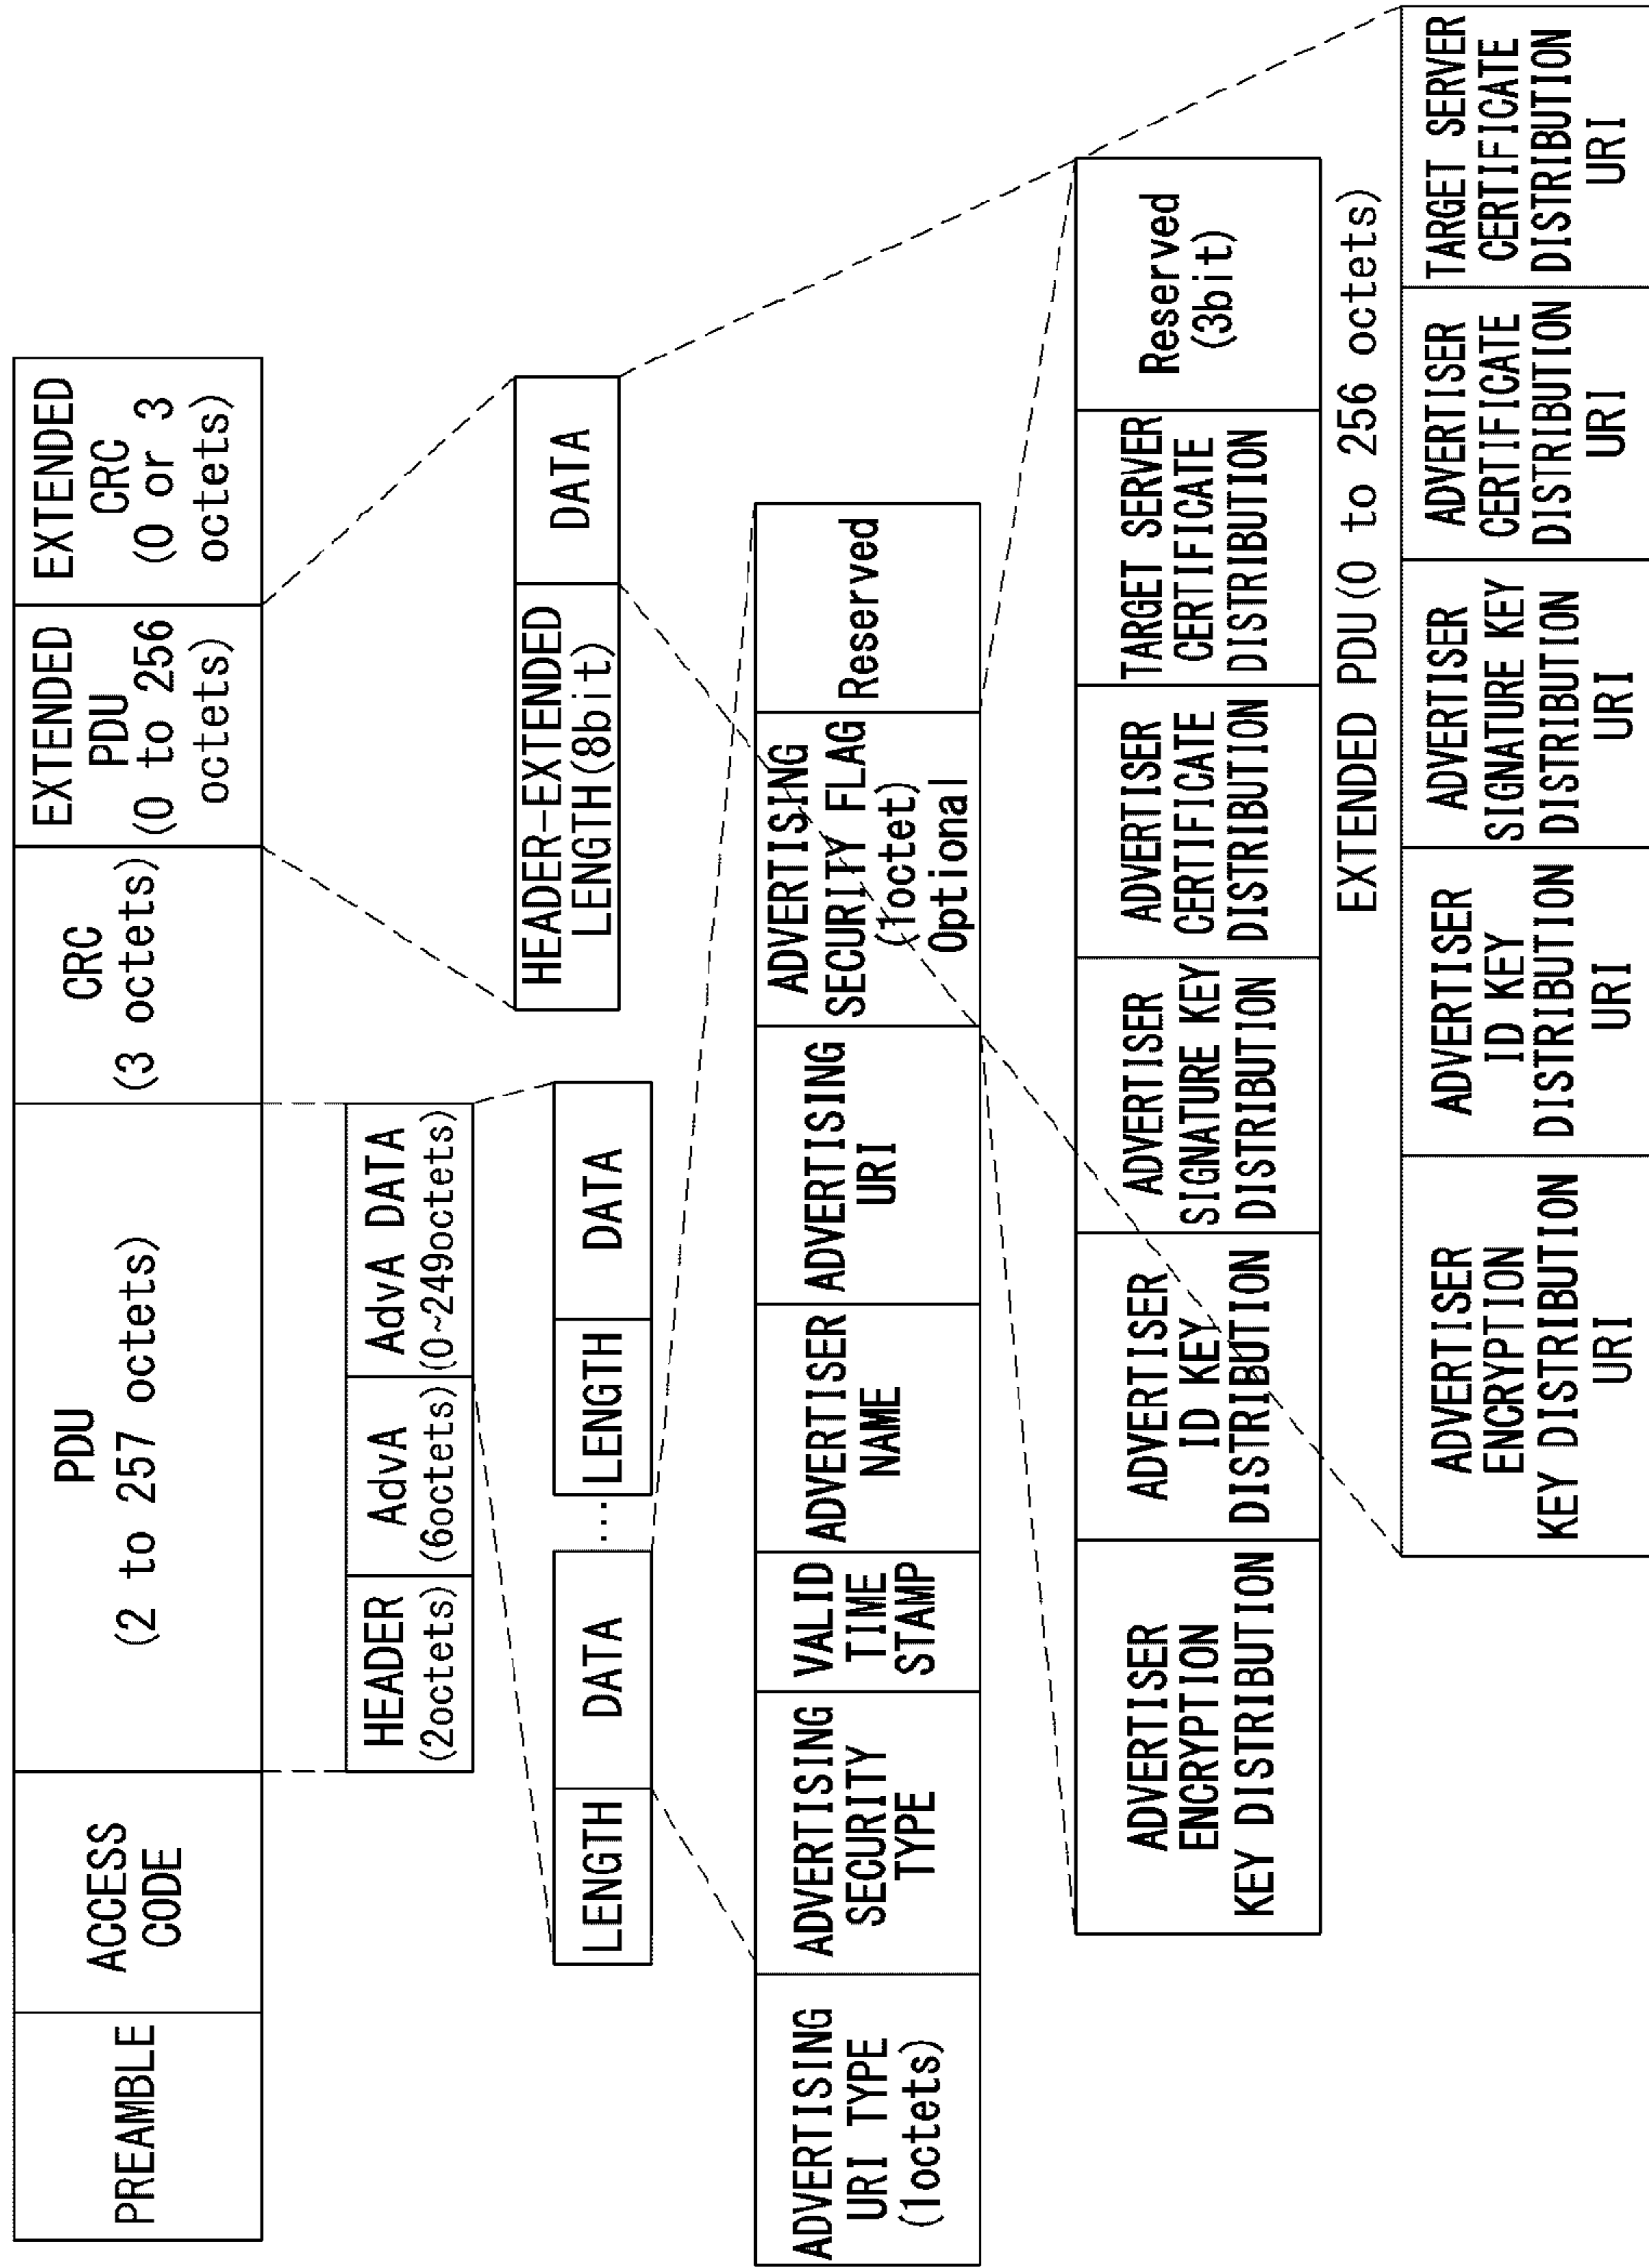 PREAMBLE
ACCESS
CODE
PDU
(2 to 257 octets)
CRC
(3 octets)
EXTENDED
PDU
(0 to 256
octets)
EXTENDED
CRC
(0 or 3
octets)
HEADER
(2octets)
AdvA
(6octets)
AdvA DATA
(0~249octets)
HEADER-EXTENDED
LENGTH(8bit)
DATA
LENGTH
DATA
...
LENGTH
DATA
ADVERTISING
URI TYPE
(1octets)
ADVERTISING
SECURITY
TYPE
VALID
TIME
STAMP
ADVERTISER
NAME
ADVERTISING
URI
ADVERTISING
SECURITY FLAG
(1octet)
Optional
Reserved
ADVERTISER
ENCRYPTION
KEY DISTRIBUTION
ADVERTISER
ID KEY
DISTRIBUTION
ADVERTISER
SIGNATURE KEY
DISTRIBUTION
ADVERTISER
CERTIFICATE
DISTRIBUTION
TARGET SERVER
CERTIFICATE
DISTRIBUTION
Reserved
(3bit)
EXTENDED PDU(0 to 256 octets)
ADVERTISER
ENCRYPTION
KEY DISTRIBUTION
URI
ADVERTISER
ID KEY
DISTRIBUTION
URI
ADVERTISER
SIGNATURE KEY
DISTRIBUTION
URI
ADVERTISER
CERTIFICATE
DISTRIBUTION
URI
TARGET SERVER
CERTIFICATE
DISTRIBUTION
URI